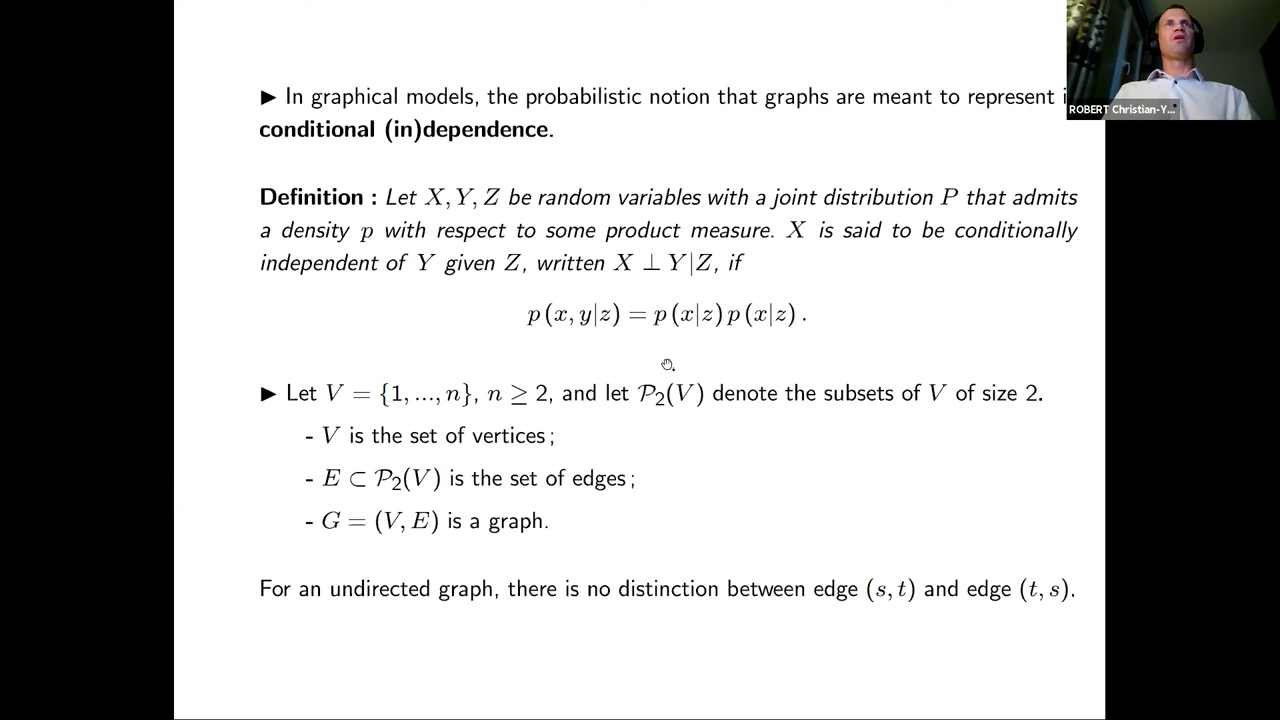 ▶ In graphical models, the probabilistic notion that graphs are meant to represent
conditional (in)dependence.
Definition : Let X, Y, Z be random variables with a joint distribution P that admits
a density p with respect to some product measure. X is said to be conditionally
independent of Y given Z, written X ⊥ Y|Z, if
p (x, y|z) = p (x|z) p (x|z) .
▶ Let V = {1, ..., n}, n ≥ 2, and let 𝒫₂(V) denote the subsets of V of size 2.
- V is the set of vertices ;
- E ⊂ 𝒫₂(V) is the set of edges ;
- G = (V, E) is a graph.
For an undirected graph, there is no distinction between edge (s, t) and edge (t, s).
ROBERT Christian-Y...